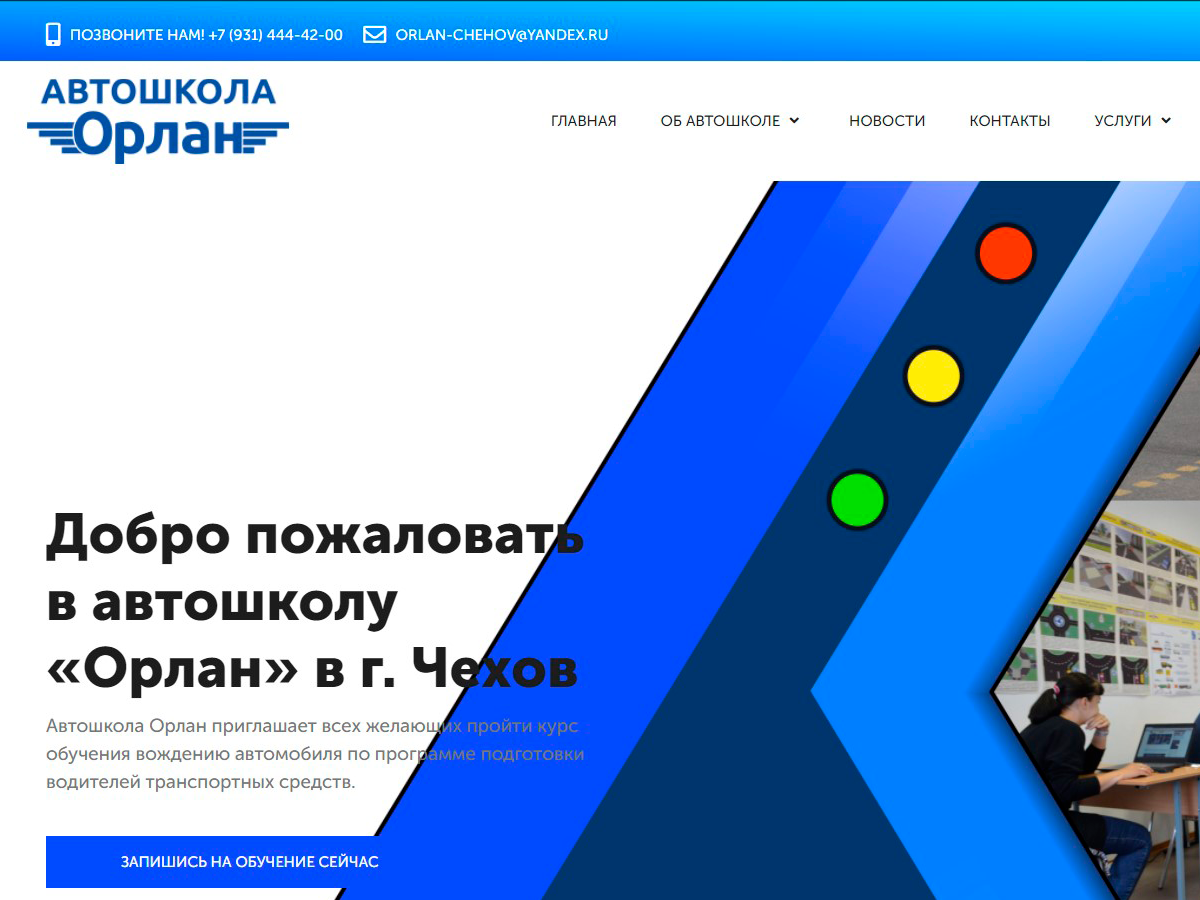 ПОЗВОНИТЕ НАМ! +7 (931) 444-42-00 ORLAN-CHEHOV@YANDEX.RU
АВТОШКОЛА
Орлан
ГЛАВНАЯ ОБ АВТОШКОЛЕ НОВОСТИ КОНТАКТЫ УСЛУГИ
Добро пожаловать
в автошколу
«Орлан» в г. Чехов
Автошкола Орлан приглашает всех желающих пройти курс
обучения вождению автомобиля по программе подготовки
водителей транспортных средств.
ЗАПИШИСЬ НА ОБУЧЕНИЕ СЕЙЧАС